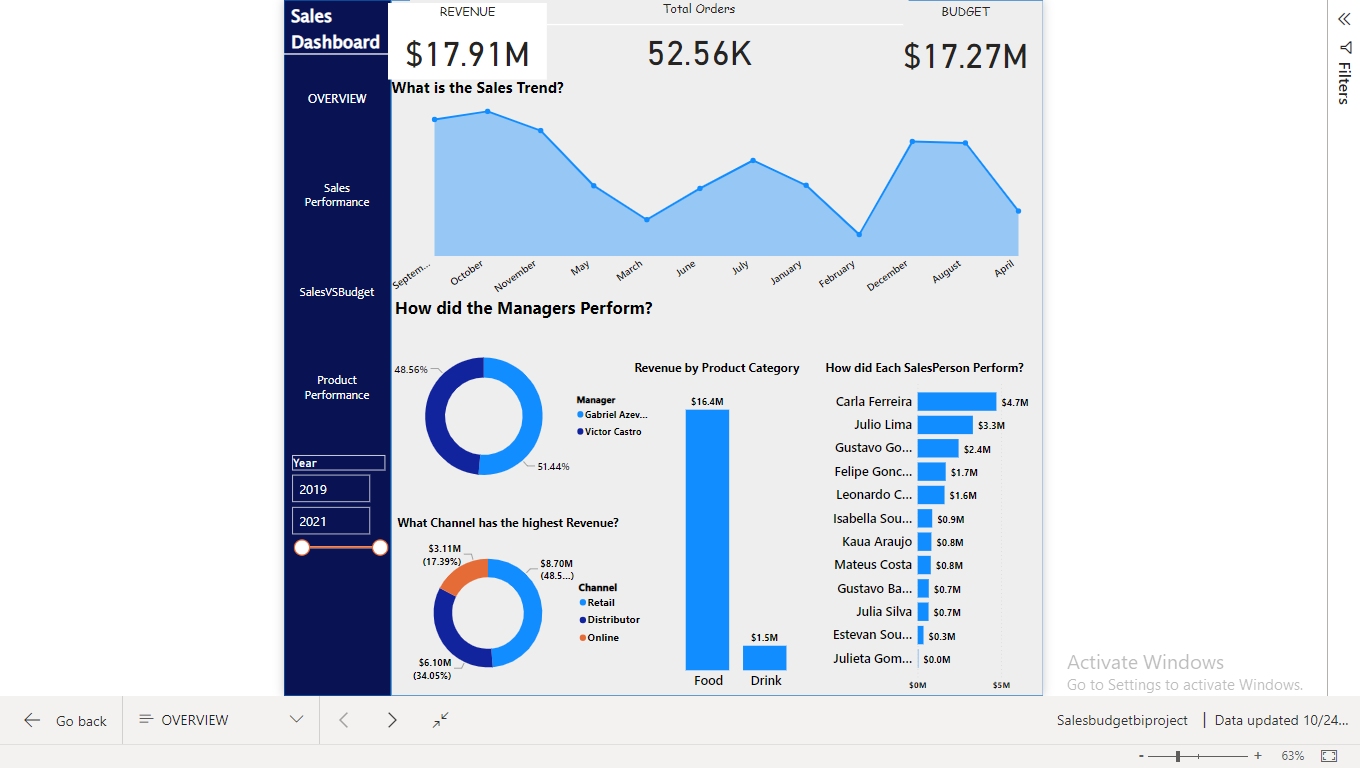 Sales
Dashboard
REVENUE
$17.91M
Total Orders
52.56K
BUDGET
$17.27M
Filters
OVERVIEW
Sales
Performance
SalesVSBudget
Product
Performance
Year
2019
2021
What is the Sales Trend?
Septem...
October
November
May
March
June
July
January
February
December
August
April
How did the Managers Perform?
48.56%
51.44%
Manager
Gabriel Azev...
Victor Castro
What Channel has the highest Revenue?
$3.11M
(17.39%)
$8.70M
(48.5...)
$6.10M
(34.05%)
Channel
Retail
Distributor
Online
Revenue by Product Category
$16.4M
$1.5M
Food
Drink
How did Each SalesPerson Perform?
Carla Ferreira $4.7M
Julio Lima $3.3M
Gustavo Go... $2.4M
Felipe Gonc... $1.7M
Leonardo C... $1.6M
Isabella Sou... $0.9M
Kaua Araujo $0.8M
Mateus Costa $0.8M
Gustavo Ba... $0.7M
Julia Silva $0.7M
Estevan Sou... $0.3M
Julieta Gom... $0.0M
$0M $5M
Activate Windows
Go to Settings to activate Windows.
Go back
OVERVIEW
Salesbudgetbiproject | Data updated 10/24...
- + 63%